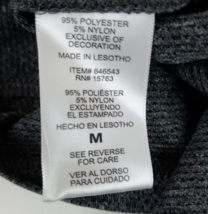 95% POLYESTER
5% NYLON
EXCLUSIVE OF
DECORATION
MADE IN LESOTHO
ITEM# 646543
RN# 15763
95% POLIÉSTER
5% NYLON
EXCLUYENDO
EL ESTAMPADO
HECHO EN LESOTHO
M
SEE REVERSE
FOR CARE
VER AL DORSO
PARA CUIDADO